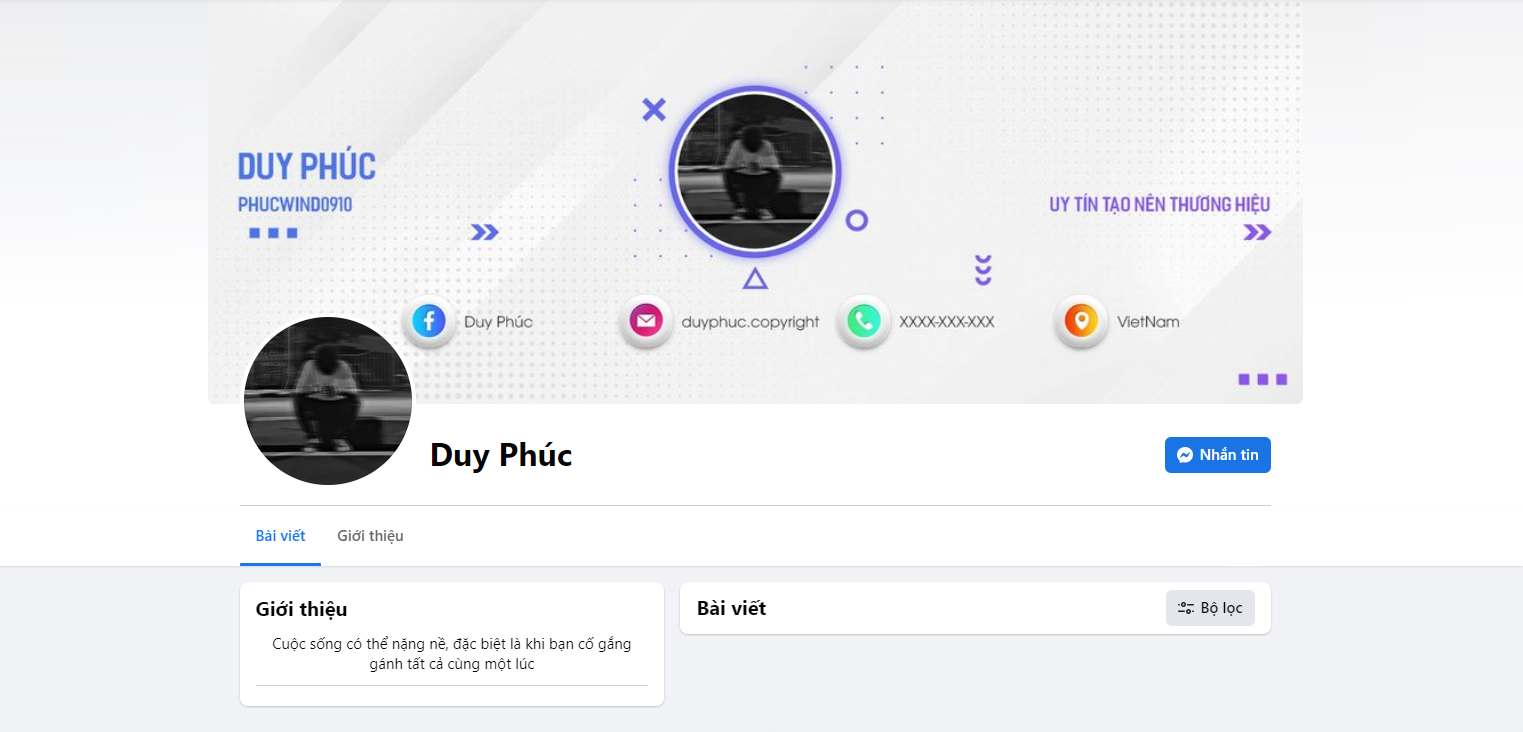 DUY PHÚC
PHUCWIND0910
UY TÍN TẠO NÊN THƯƠNG HIỆU
Duy Phúc
duyphuc.copyright
XXXX-XXX-XXX
VietNam
Duy Phúc
Nhắn tin
Bài viết
Giới thiệu
Giới thiệu
Cuộc sống có thể nặng nề, đặc biệt là khi bạn cố gắng
gánh tất cả cùng một lúc
Bài viết
Bộ lọc